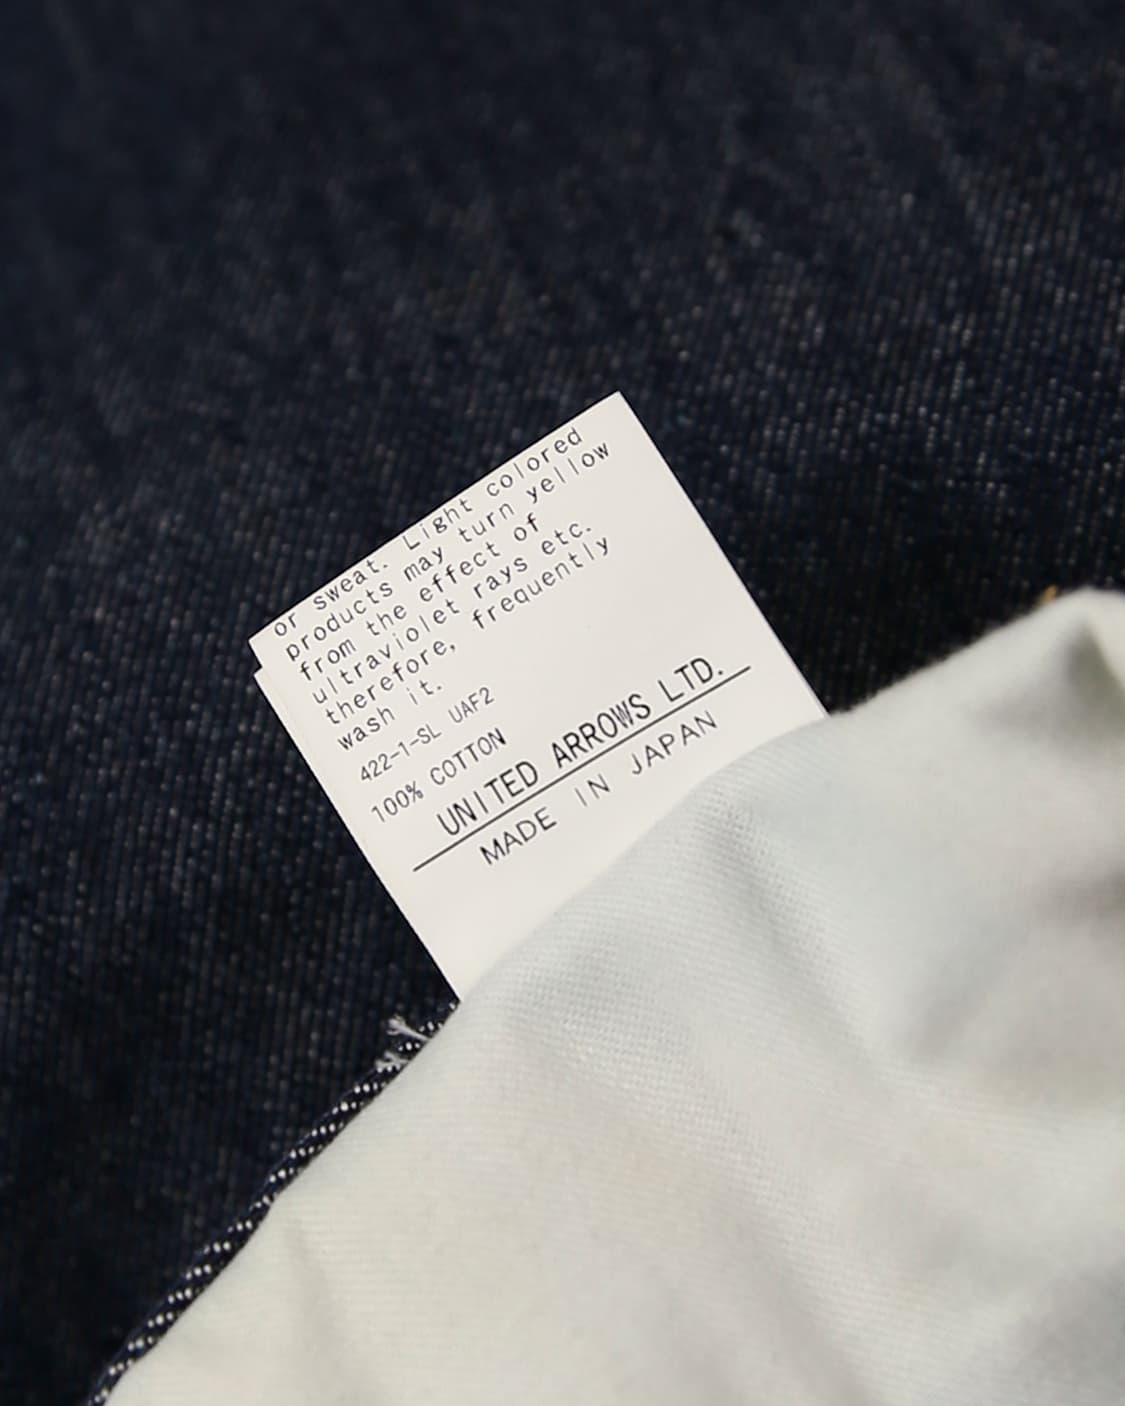 or sweat. Light colored
products may turn yellow
from the effect of
ultraviolet rays etc.
therefore, frequently
wash it.
422-1-SL UAF2
100% COTTON
UNITED ARROWS LTD.
MADE IN JAPAN